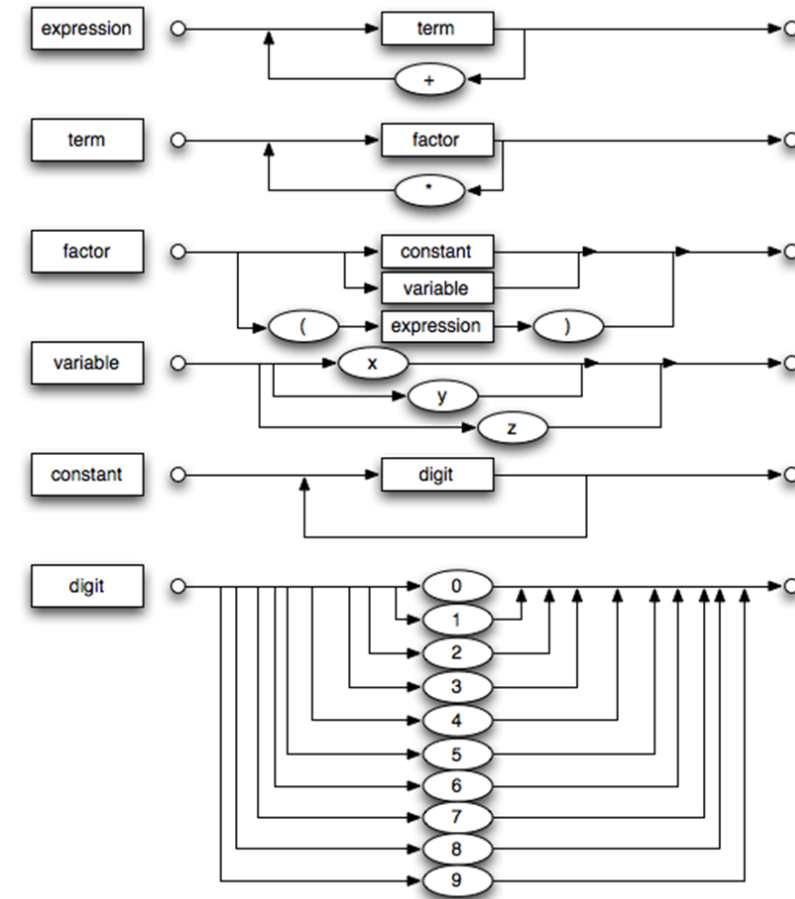 expression term
+
term factor
*
factor constant
variable
( expression )
variable x
y
z
constant digit
digit 0
1
2
3
4
5
6
7
8
9